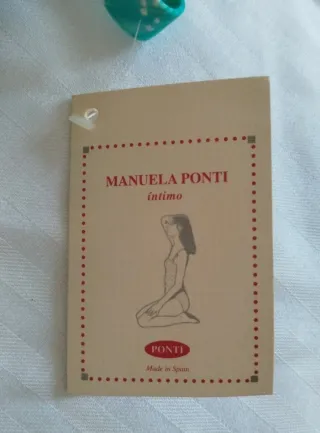 MANUELA PONTI
íntimo
PONTI
Made in Spain